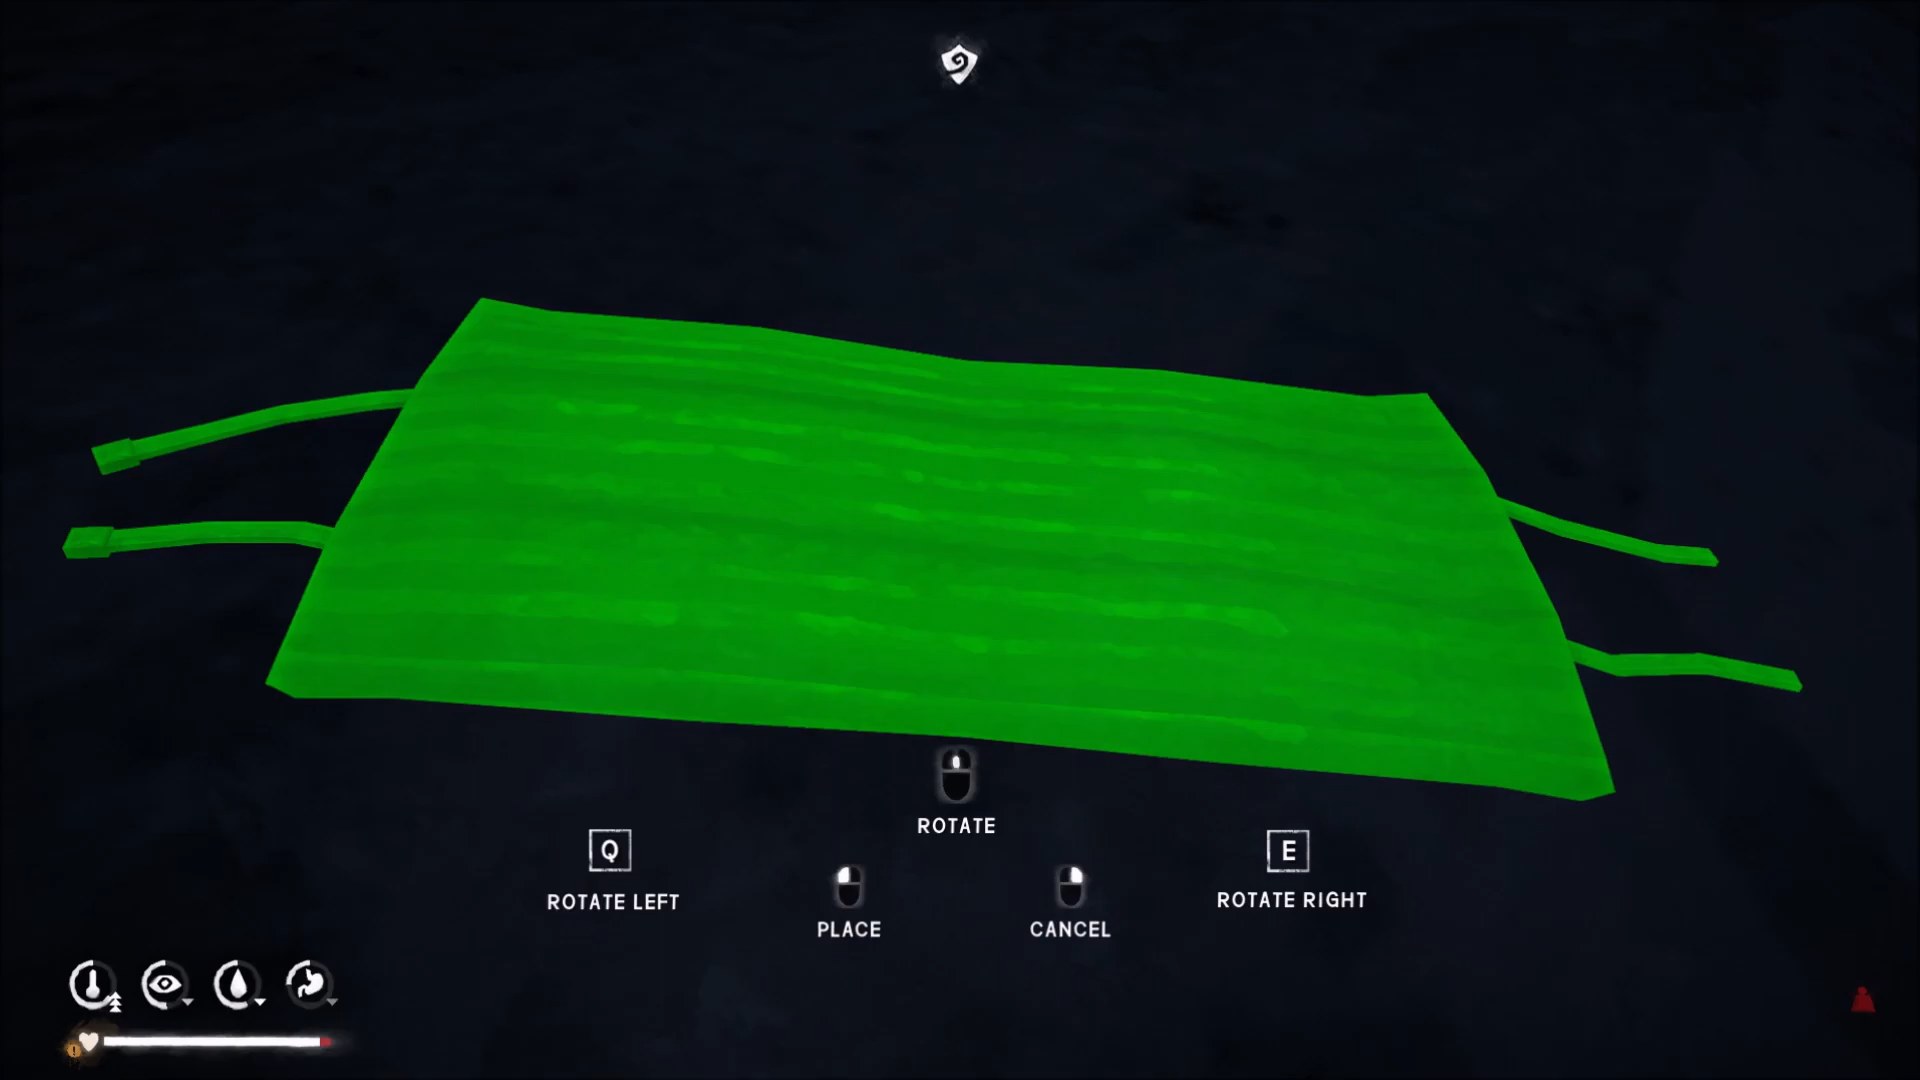 ROTATE
Q
E
ROTATE LEFT
ROTATE RIGHT
PLACE
CANCEL